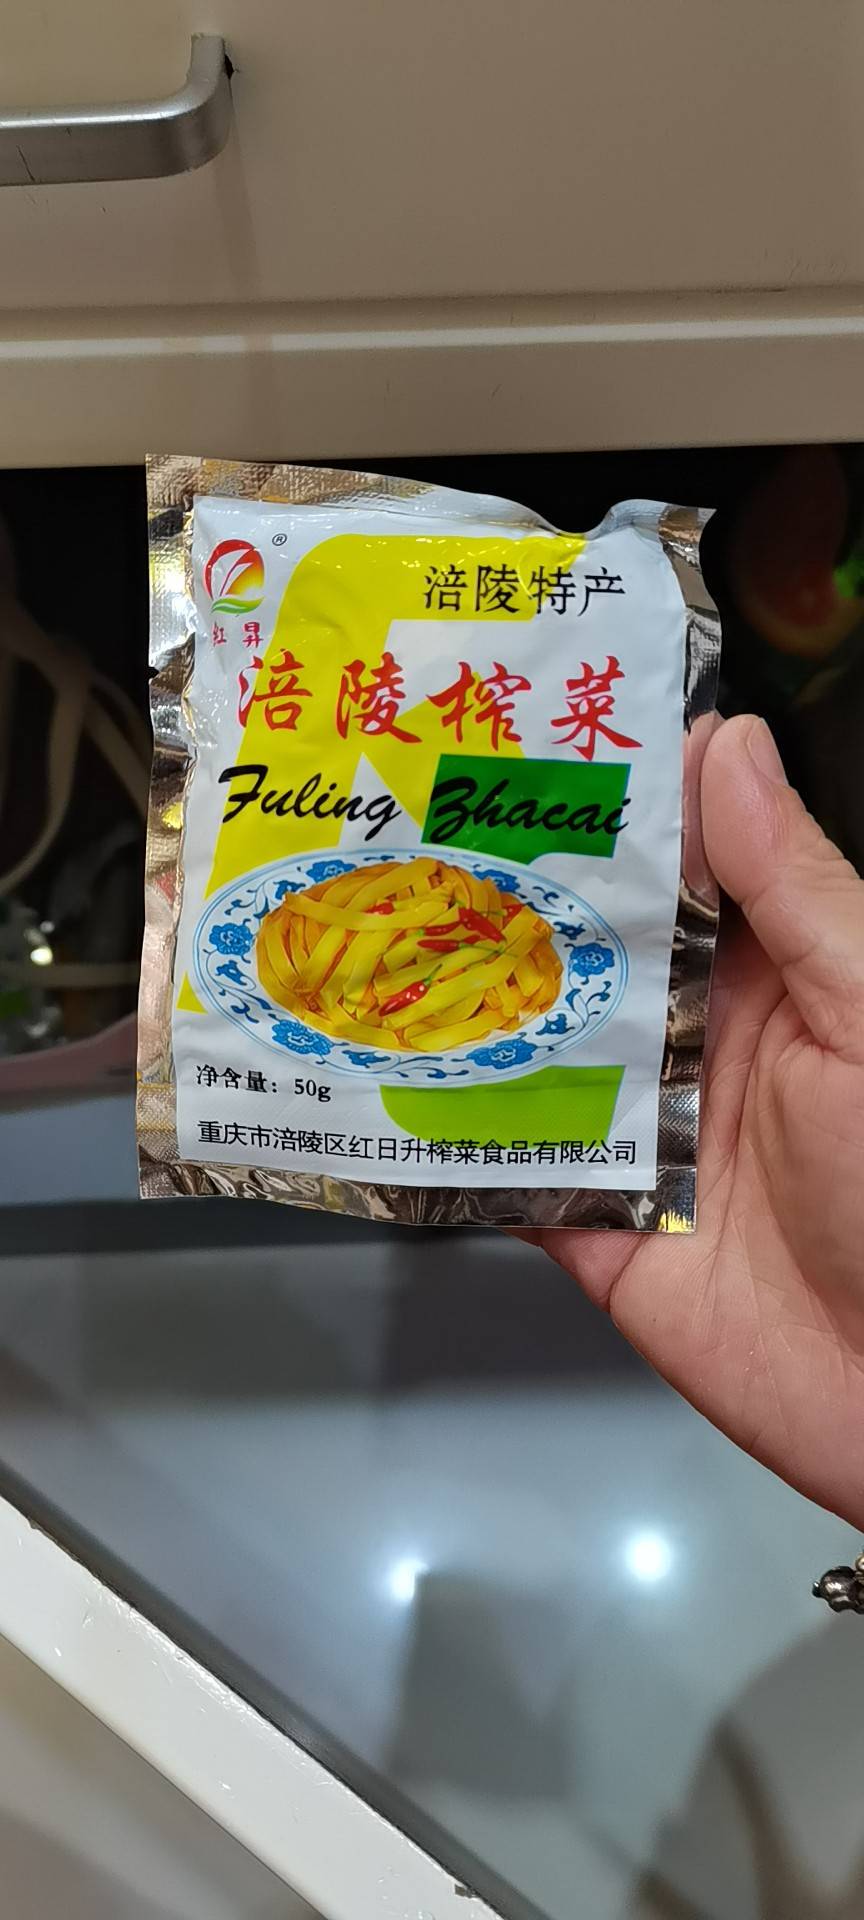 ®
红昇
涪陵特产
涪陵榨菜
Fuling Zhacai
净含量：50g
重庆市涪陵区红日升榨菜食品有限公司